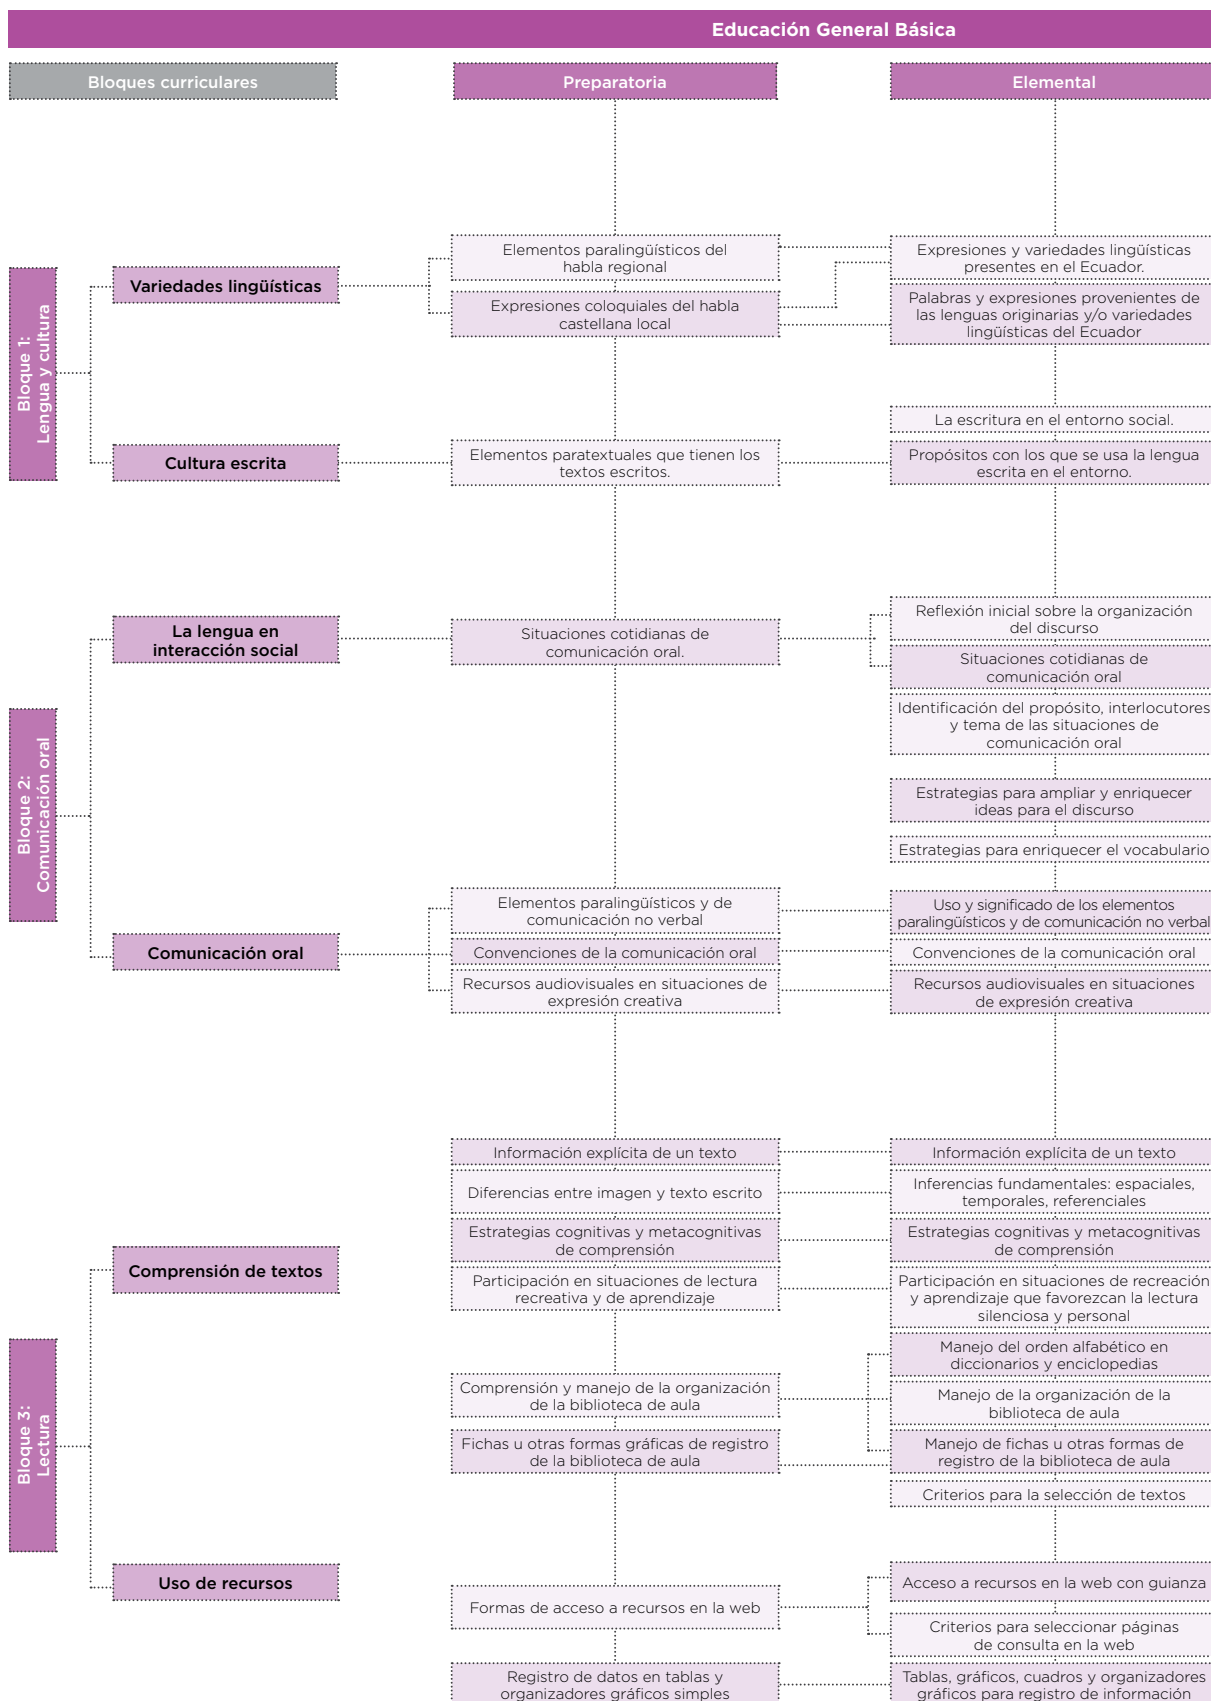 Educación General Básica
Bloques curriculares
Preparatoria
Elemental
Bloque 1:
Lengua y cultura
Variedades lingüísticas
Elementos paralingüísticos del
habla regional
Expresiones coloquiales del habla
castellana local
Expresiones y variedades lingüísticas
presentes en el Ecuador.
Palabras y expresiones provenientes de
las lenguas originarias y/o variedades
lingüísticas del Ecuador
Cultura escrita
Elementos paratextuales que tienen los
textos escritos.
La escritura en el entorno social.
Propósitos con los que se usa la lengua
escrita en el entorno.
Bloque 2:
Comunicación oral
La lengua en
interacción social
Situaciones cotidianas de
comunicación oral.
Reflexión inicial sobre la organización
del discurso
Situaciones cotidianas de
comunicación oral
Identificación del propósito, interlocutores
y tema de las situaciones de
comunicación oral
Estrategias para ampliar y enriquecer
ideas para el discurso
Estrategias para enriquecer el vocabulario
Comunicación oral
Elementos paralingüísticos y de
comunicación no verbal
Convenciones de la comunicación oral
Recursos audiovisuales en situaciones de
expresión creativa
Uso y significado de los elementos
paralingüísticos y de comunicación no verbal
Convenciones de la comunicación oral
Recursos audiovisuales en situaciones
de expresión creativa
Bloque 3:
Lectura
Comprensión de textos
Información explícita de un texto
Diferencias entre imagen y texto escrito
Estrategias cognitivas y metacognitivas
de comprensión
Participación en situaciones de lectura
recreativa y de aprendizaje
Información explícita de un texto
Inferencias fundamentales: espaciales,
temporales, referenciales
Estrategias cognitivas y metacognitivas
de comprensión
Participación en situaciones de recreación
y aprendizaje que favorezcan la lectura
silenciosa y personal
Uso de recursos
Comprensión y manejo de la organización
de la biblioteca de aula
Fichas u otras formas gráficas de registro
de la biblioteca de aula
Manejo del orden alfabético en
diccionarios y enciclopedias
Manejo de la organización de la
biblioteca de aula
Manejo de fichas u otras formas de
registro de la biblioteca de aula
Criterios para la selección de textos
Formas de acceso a recursos en la web
Acceso a recursos en la web con guianza
Criterios para seleccionar páginas
de consulta en la web
Registro de datos en tablas y
organizadores gráficos simples
Tablas, gráficos, cuadros y organizadores
gráficos para registro de información